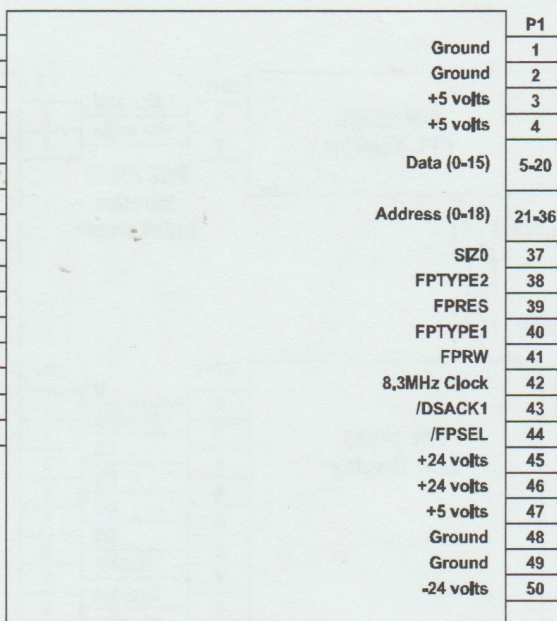 P1
Ground 1
Ground 2
+5 volts 3
+5 volts 4
Data (0-15) 5-20
Address (0-18) 21-36
SIZ0 37
FPTYPE2 38
FPRES 39
FPTYPE1 40
FPRW 41
8,3MHz Clock 42
/DSACK1 43
/FPSEL 44
+24 volts 45
+24 volts 46
+5 volts 47
Ground 48
Ground 49
-24 volts 50